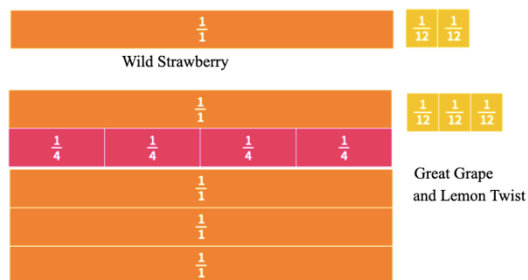 1/1 1/12 1/12
Wild Strawberry
1/1 1/12 1/12 1/12
1/4 1/4 1/4 1/4
1/1
Great Grape
and Lemon Twist
1/1
1/1